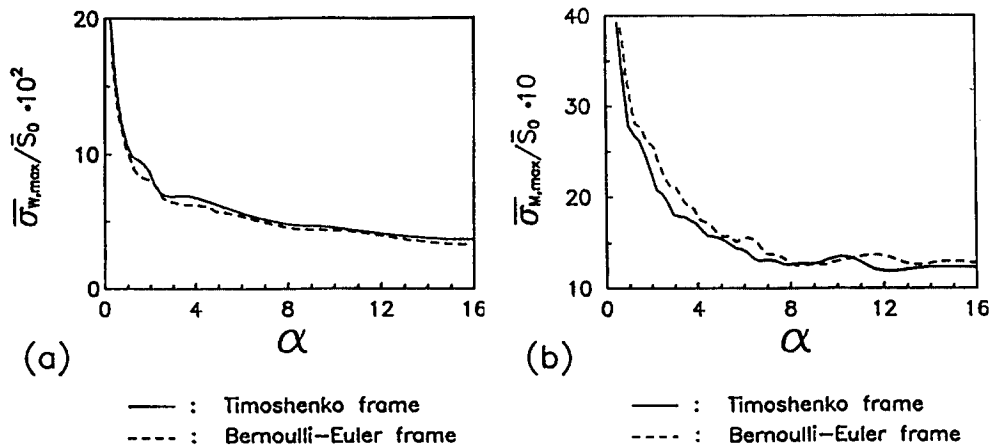 20
10
0
σ̅W,max/S̅0 •10²
0 4 8 12 16
α
(a)
— : Timoshenko frame
---- : Bernoulli–Euler frame
40
30
20
10
σ̅M,max/S̅0 •10
0 4 8 12 16
α
(b)
— : Timoshenko frame
---- : Bernoulli–Euler frame